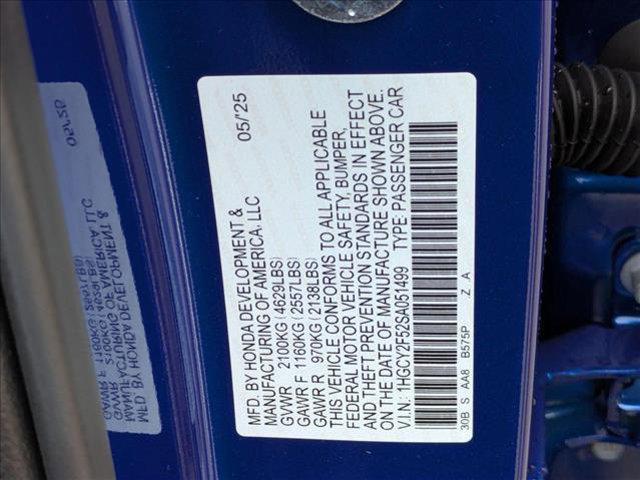 MFD. BY HONDA DEVELOPMENT & 05/'25
MANUFACTURING OF AMERICA, LLC
GVWR 2100KG (4629LBS)
GAWR F 1160KG (2557LBS)
GAWR R 970KG (2138LBS)
THIS VEHICLE CONFORMS TO ALL APPLICABLE
FEDERAL MOTOR VEHICLE SAFETY, BUMPER,
AND THEFT PREVENTION STANDARDS IN EFFECT
ON THE DATE OF MANUFACTURE SHOWN ABOVE.
V.I.N: 1HGCY2F52SA051499 TYPE: PASSENGER CAR
30B S AA8 B575P Z A